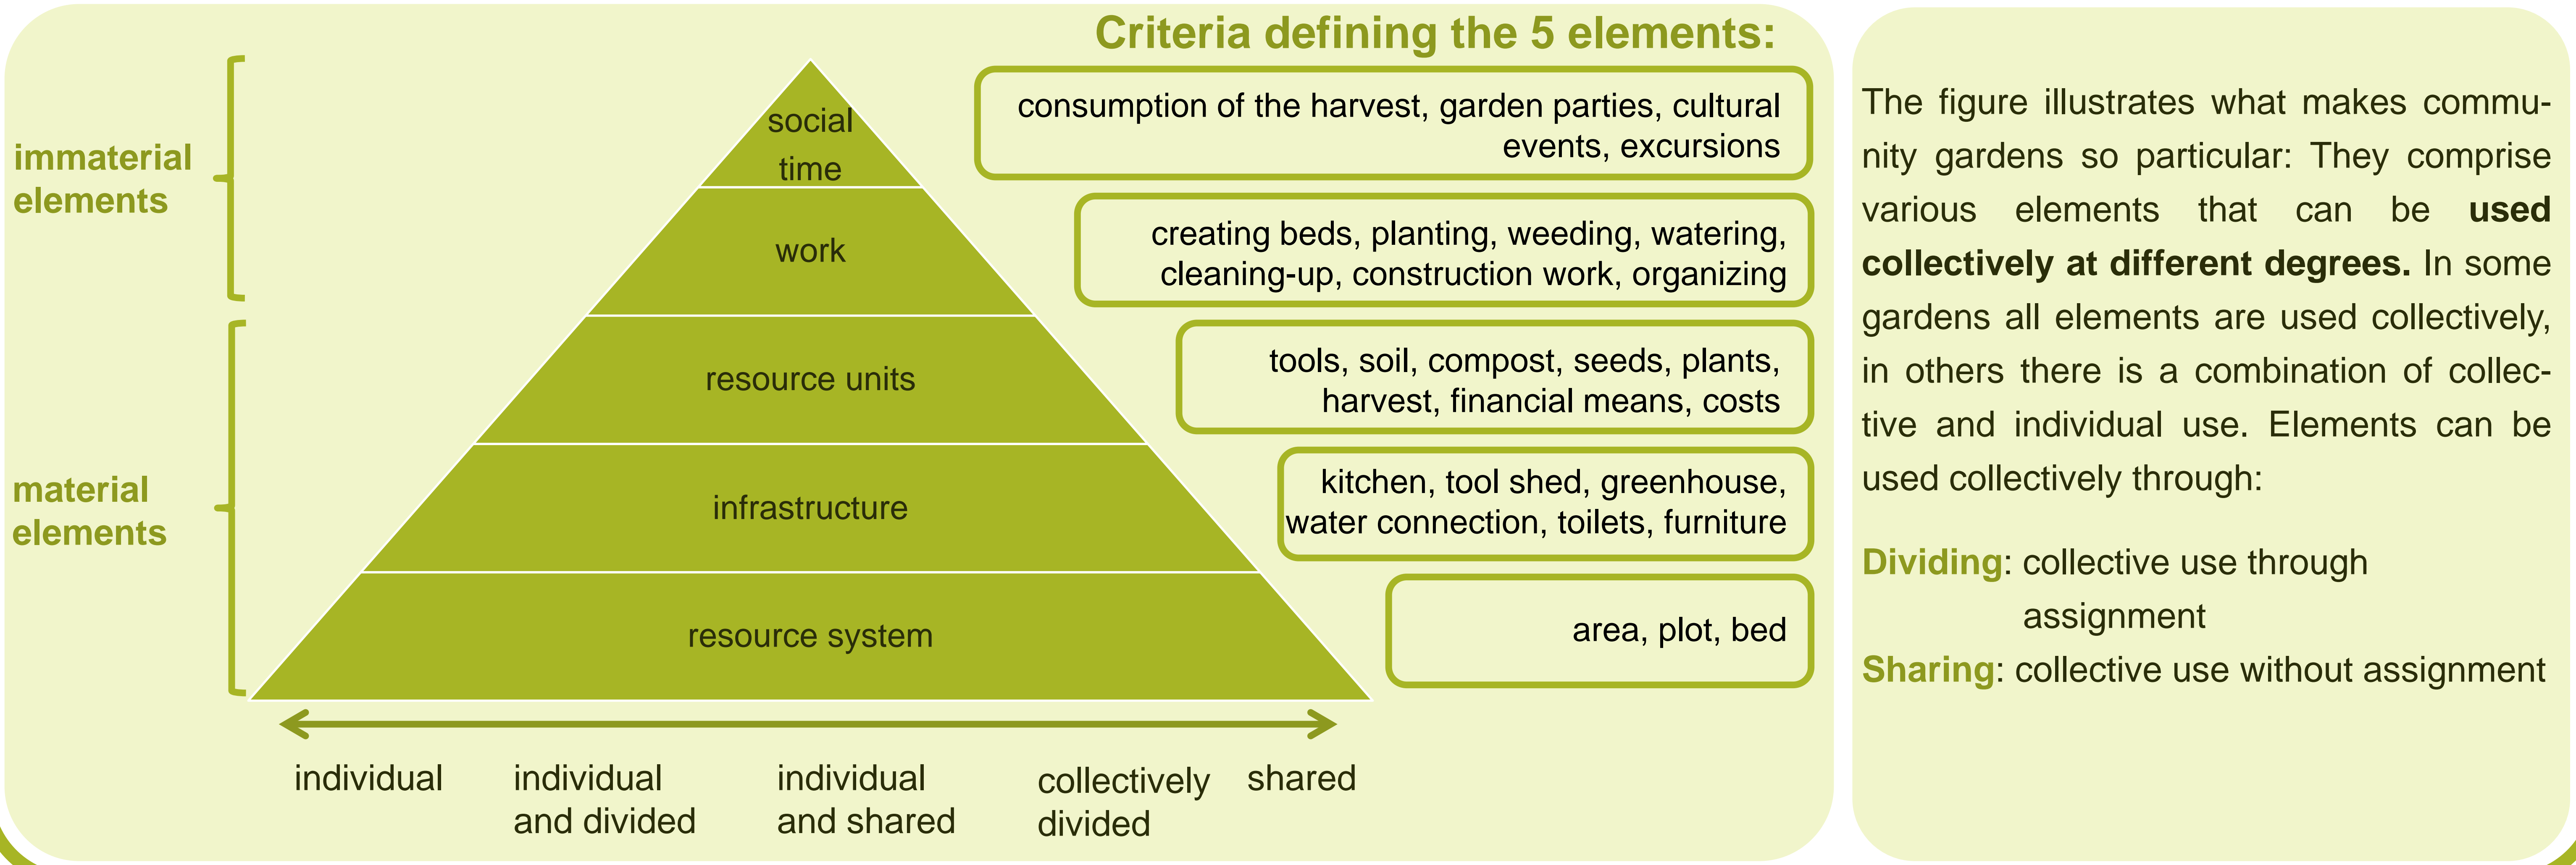 Criteria defining the 5 elements:
immaterial
elements
social
time
consumption of the harvest, garden parties, cultural
events, excursions
work
creating beds, planting, weeding, watering,
cleaning-up, construction work, organizing
material
elements
resource units
tools, soil, compost, seeds, plants,
harvest, financial means, costs
infrastructure
kitchen, tool shed, greenhouse,
water connection, toilets, furniture
resource system
area, plot, bed
individual
individual
and divided
individual
and shared
collectively
divided
shared
The figure illustrates what makes commu-
nity gardens so particular: They comprise
various elements that can be used
collectively at different degrees. In some
gardens all elements are used collectively,
in others there is a combination of collec-
tive and individual use. Elements can be
used collectively through:
Dividing: collective use through
assignment
Sharing: collective use without assignment